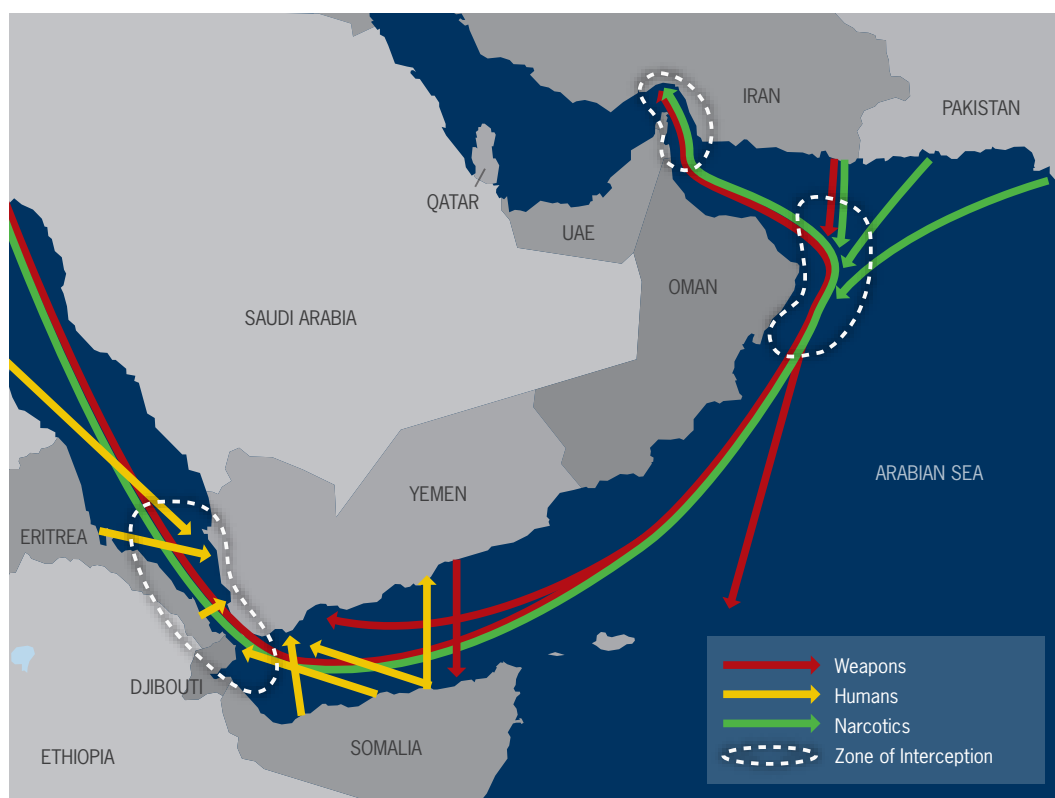 IRAN
PAKISTAN
QATAR
UAE
OMAN
SAUDI ARABIA
ARABIAN SEA
YEMEN
ERITREA
DJIBOUTI
SOMALIA
ETHIOPIA
Weapons
Humans
Narcotics
Zone of Interception